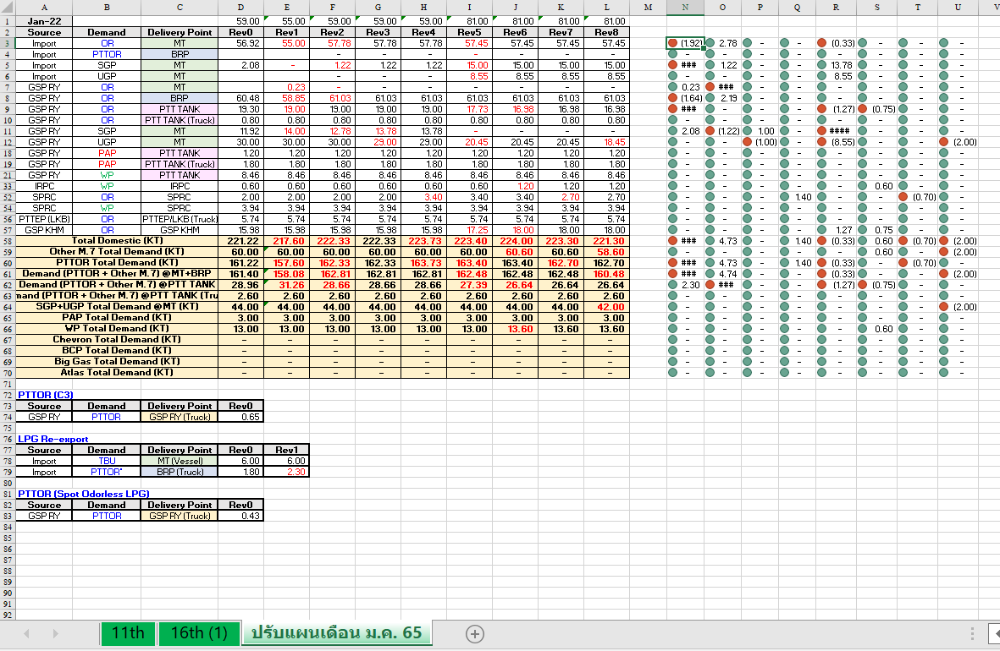 A B C D E F G H I J K L M N O P Q R S T U V
1 Jan-22 59.00 55.00 59.00 59.00 59.00 81.00 81.00 81.00 81.00
2 Source Demand Delivery Point Rev0 Rev1 Rev2 Rev3 Rev4 Rev5 Rev6 Rev7 Rev8
3 Import OR MT 56.92 55.00 57.78 57.78 57.78 57.45 57.45 57.45 57.45 (1.92) 2.78 - - (0.33) - - -
4 Import PTTOR BRP - - - - - - - - - - - - - - - -
5 Import SGP MT 2.08 - 1.22 1.22 1.22 15.00 15.00 15.00 15.00 ### 1.22 - - 13.78 - - -
6 Import UGP MT - - - - 8.55 8.55 8.55 8.55 - - - - 8.55 - - -
7 GSP RY OR MT 0.23 - - - - - - - 0.23 ### - - - - - -
8 GSP RY OR BRP 60.48 58.85 61.03 61.03 61.03 61.03 61.03 61.03 61.03 (1.64) 2.19 - - - - - -
9 GSP RY OR PTT TANK 19.30 19.00 19.00 19.00 19.00 17.73 16.98 16.98 16.98 ### - - - (1.27) (0.75) - -
10 GSP RY OR PTT TANK (Truck) 0.80 0.80 0.80 0.80 0.80 0.80 0.80 0.80 0.80 - - - - - - - -
11 GSP RY SGP MT 11.92 14.00 12.78 13.78 13.78 - - - - 2.08 (1.22) 1.00 - #### - - -
12 GSP RY UGP MT 30.00 30.00 30.00 29.00 29.00 20.45 20.45 20.45 18.45 - - (1.00) - (8.55) - - (2.00)
18 GSP RY PAP PTT TANK 1.20 1.20 1.20 1.20 1.20 1.20 1.20 1.20 1.20 - - - - - - - -
19 GSP RY PAP PTT TANK (Truck) 1.80 1.80 1.80 1.80 1.80 1.80 1.80 1.80 1.80 - - - - - - - -
21 GSP RY WP PTT TANK 8.46 8.46 8.46 8.46 8.46 8.46 8.46 8.46 8.46 - - - - - - - -
33 IRPC WP IRPC 0.60 0.60 0.60 0.60 0.60 0.60 1.20 1.20 1.20 - - - - - 0.60 - -
52 SPRC OR SPRC 2.00 2.00 2.00 2.00 3.40 3.40 3.40 2.70 2.70 - - - 1.40 - - (0.70) -
54 SPRC WP SPRC 3.94 3.94 3.94 3.94 3.94 3.94 3.94 3.94 3.94 - - - - - - - -
56 PTTEP (LKB) OR PTTEP/LKB (Truck) 5.74 5.74 5.74 5.74 5.74 5.74 5.74 5.74 5.74 - - - - - - - -
57 GSP KHM OR GSP KHM 15.98 15.98 15.98 15.98 15.98 17.25 18.00 18.00 18.00 - - - - 1.27 0.75 - -
58 Total Domestic (KT) 221.22 217.60 222.33 222.33 223.73 223.40 224.00 223.30 221.30 ### 4.73 - 1.40 (0.33) 0.60 (0.70) (2.00)
59 Other M.7 Total Demand (KT) 60.00 60.00 60.00 60.00 60.00 60.00 60.60 60.60 58.60 - - - - - 0.60 - (2.00)
60 PTTOR Total Demand (KT) 161.22 157.60 162.33 162.33 163.73 163.40 163.40 162.70 162.70 ### 4.73 - 1.40 (0.33) - (0.70) -
61 Demand (PTTOR + Other M.7) @MT+BRP 161.40 158.08 162.81 162.81 162.81 162.48 162.48 162.48 160.48 ### 4.74 - - (0.33) - - (2.00)
62 Demand (PTTOR + Other M.7) @PTT TANK 28.96 31.26 28.66 28.66 28.66 27.39 26.64 26.64 26.64 2.30 ### - - (1.27) (0.75) - -
63 mand (PTTOR + Other M.7) @PTT TANK (Tru 2.60 2.60 2.60 2.60 2.60 2.60 2.60 2.60 2.60 - - - - - - - -
64 SGP+UGP Total Demand @MT (KT) 44.00 44.00 44.00 44.00 44.00 44.00 44.00 44.00 42.00 - - - - - - - (2.00)
65 PAP Total Demand (KT) 3.00 3.00 3.00 3.00 3.00 3.00 3.00 3.00 3.00 - - - - - - - -
66 WP Total Demand (KT) 13.00 13.00 13.00 13.00 13.00 13.00 13.60 13.60 13.60 - - - - - 0.60 - -
67 Chevron Total Demand (KT) - - - - - - - - - - - - - - - - -
68 BCP Total Demand (KT) - - - - - - - - - - - - - - - - -
69 Big Gas Total Demand (KT) - - - - - - - - - - - - - - - - -
70 Atlas Total Demand (KT) - - - - - - - - - - - - - - - - -
71
72 PTTOR (C3)
73 Source Demand Delivery Point Rev0
74 GSP RY PTTOR GSP RY (Truck) 0.65
75
76 LPG Re-export
77 Source Demand Delivery Point Rev0 Rev1
78 Import TBU MT (Vessel) 6.00 6.00
79 Import PTTOR* BRP (Truck) 1.80 2.30
80
81 PTTOR (Spot Odorless LPG)
82 Source Demand Delivery Point Rev0
83 GSP RY PTTOR GSP RY (Truck) 0.43
84
85
86
87
88
89
90
91
92
11th 16th (1) ปรับแผนเดือน ม.ค. 65